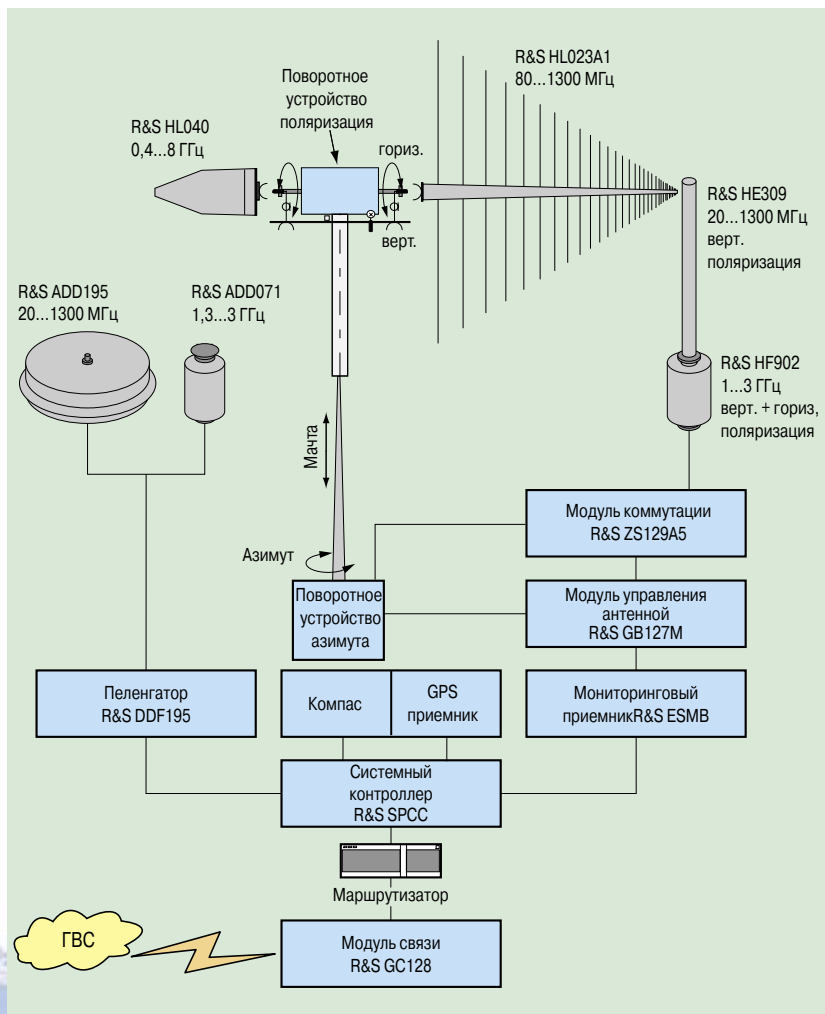 R&S HL023A1
80...1300 МГц
Поворотное
устройство
поляризация
R&S HL040
0,4...8 ГГц
гориз.
верт.
R&S HE309
20...1300 МГц
верт.
поляризация
R&S ADD195
20...1300 МГц
R&S ADD071
1,3...3 ГГц
R&S HF902
1...3 ГГц
верт. + гориз,
поляризация
Мачта
Азимут
Модуль коммутации
R&S ZS129A5
Поворотное
устройство
азимута
Модуль управления
антенной
R&S GB127M
Пеленгатор
R&S DDF195
Компас
GPS
приемник
Мониторинговый
приемникR&S ESMB
Системный
контроллер
R&S SPCC
Маршрутизатор
ГВС
Модуль связи
R&S GC128